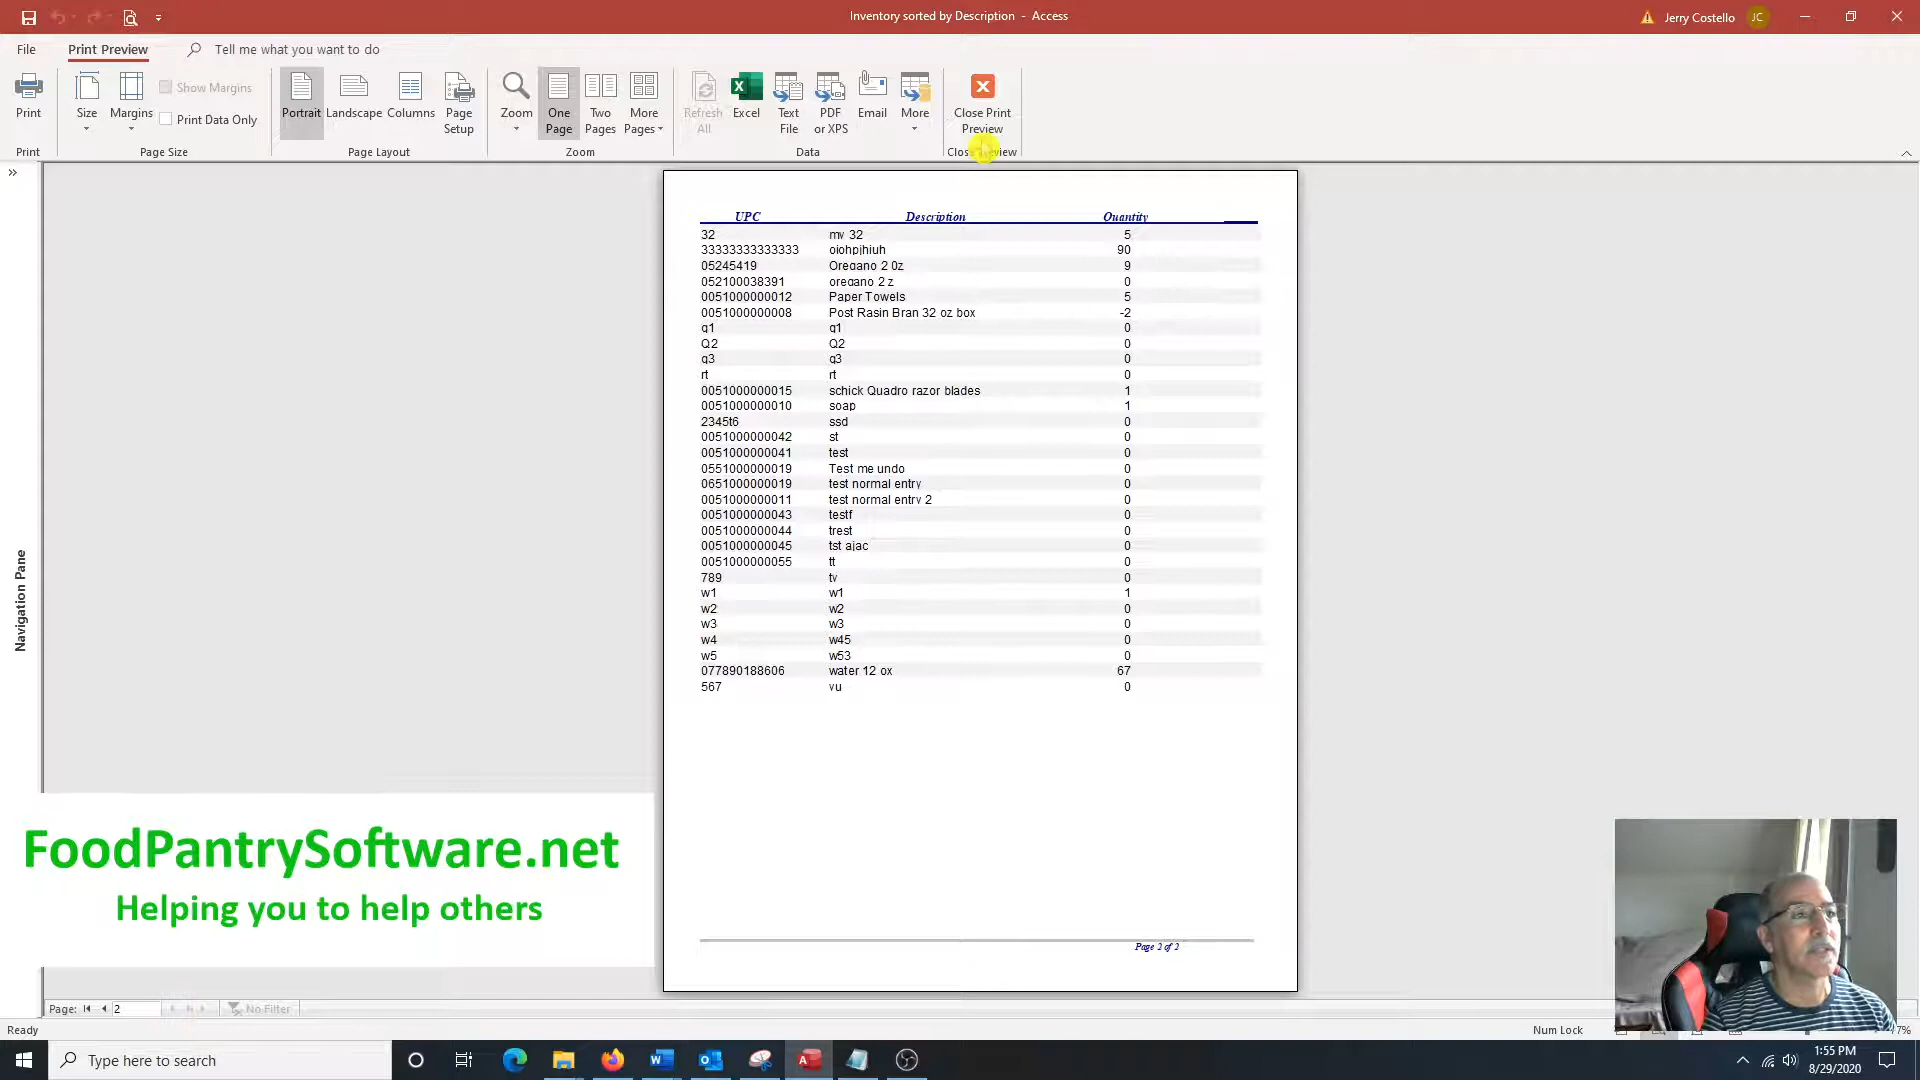 Inventory sorted by Description - Access
Jerry Costello JC
File Print Preview Tell me what you want to do
Print
Size
Margins
Show Margins
Print Data Only
Portrait
Landscape
Columns
Page Setup
Zoom
One Page
Two Pages
More Pages
Refresh All
Excel
Text File
PDF or XPS
Email
More
Close Print Preview
Print Page Size Page Layout Zoom Data Close Preview
Navigation Pane
UPC Description Quantity
32 mv 32 5
33333333333333 oiohpjhiuh 90
05245419 Oregano 2 0z 9
052100038391 oregano 2 z 0
0051000000012 Paper Towels 5
0051000000008 Post Rasin Bran 32 oz box -2
q1 q1 0
Q2 Q2 0
q3 q3 0
rt rt 0
0051000000015 schick Quadro razor blades 1
0051000000010 soap 1
2345t6 ssd 0
0051000000042 st 0
0051000000041 test 0
0551000000019 Test me undo 0
0651000000019 test normal entry 0
0051000000011 test normal entry 2 0
0051000000043 testf 0
0051000000044 trest 0
0051000000045 tst ajac 0
0051000000055 tt 0
789 tv 0
w1 w1 1
w2 w2 0
w3 w3 0
w4 w45 0
w5 w53 0
077890188606 water 12 ox 67
567 yu 0
Page 2 of 2
FoodPantrySoftware.net
Helping you to help others
Page: 2 No Filter
Ready Num Lock
Type here to search
1:55 PM
8/29/2020